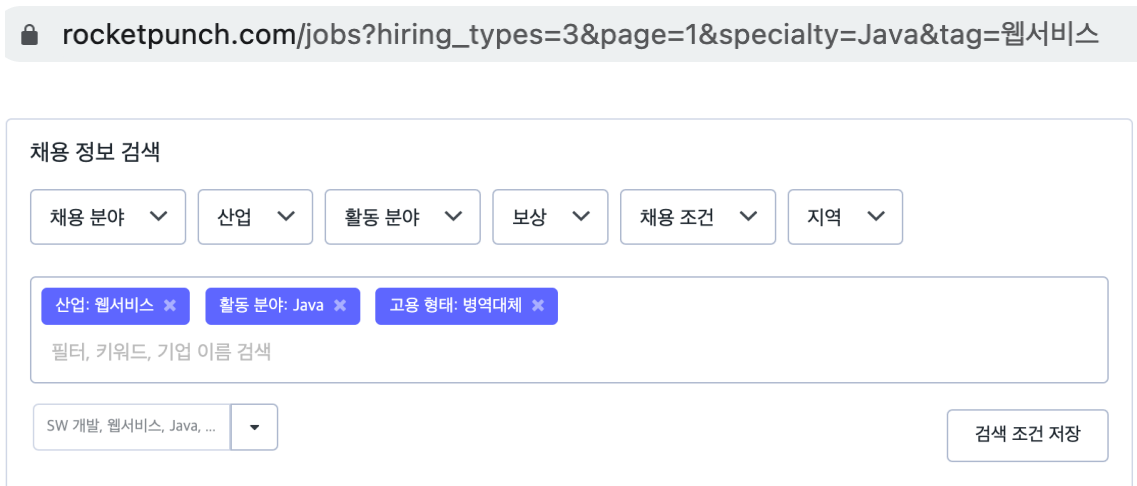 rocketpunch.com/jobs?hiring_types=3&page=1&specialty=Java&tag=웹서비스
채용 정보 검색
채용 분야 산업 활동 분야 보상 채용 조건 지역
산업: 웹서비스 × 활동 분야: Java × 고용 형태: 병역대체 ×
필터, 키워드, 기업 이름 검색
SW 개발, 웹서비스, Java, ...
검색 조건 저장